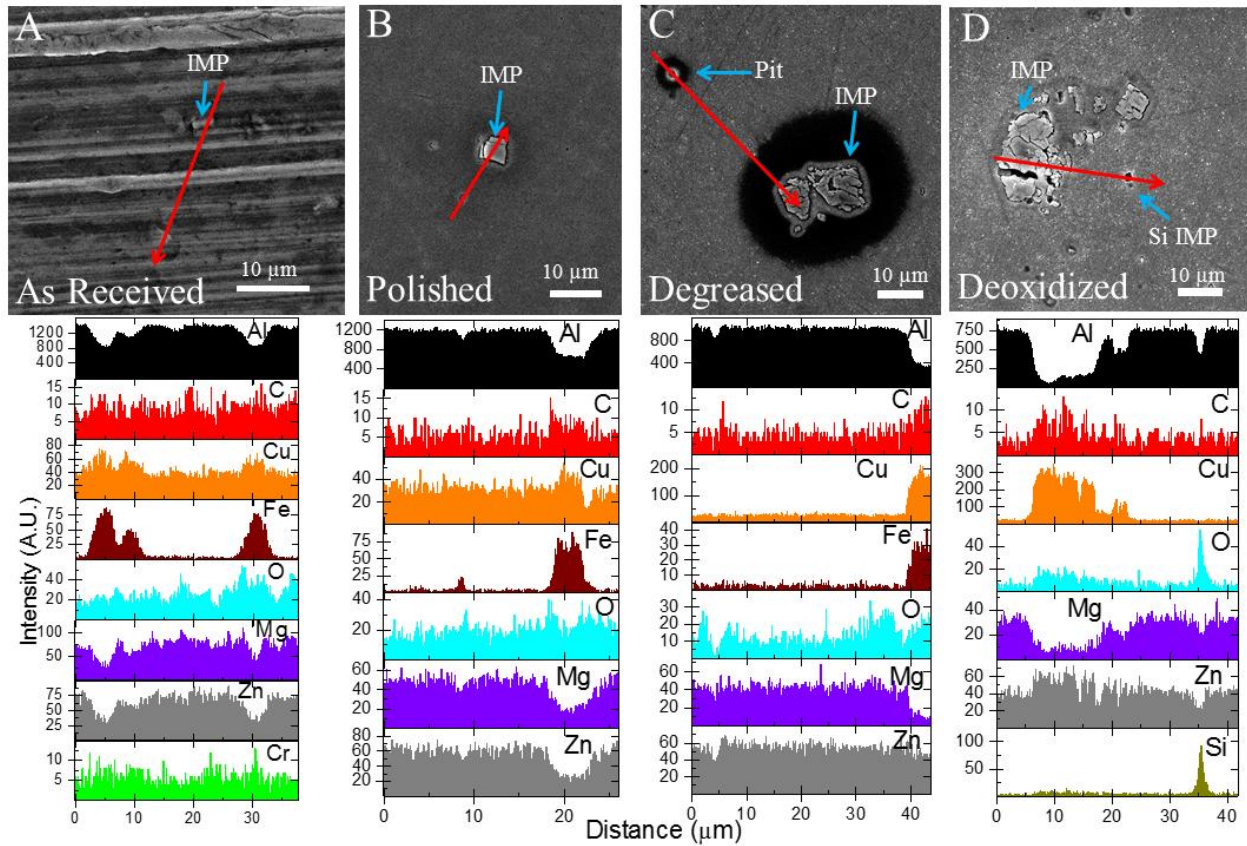 A
IMP
10 µm
As Received
B
IMP
10 µm
Polished
C
Pit
IMP
10 µm
Degreased
D
IMP
Si IMP
10 µm
Deoxidized
Intensity (A.U.)
1200
800
400
Al
15
10
5
C
80
60
40
20
Cu
75
50
25
Fe
40
20
O
100
50
Mg
75
50
25
Zn
10
5
Cr
0 10 20 30
1200
800
400
Al
15
10
5
C
40
20
Cu
75
50
25
Fe
20
O
60
40
20
Mg
80
60
40
20
Zn
0 10 20
1200
800
400
Al
10
5
C
200
100
Cu
40
30
20
10
Fe
30
20
10
O
60
40
20
Mg
60
40
20
Zn
0 10 20 30 40
750
500
250
Al
10
5
C
300
200
100
Cu
40
20
O
40
20
Mg
60
40
20
Zn
100
50
Si
0 10 20 30 40
Distance (µm)